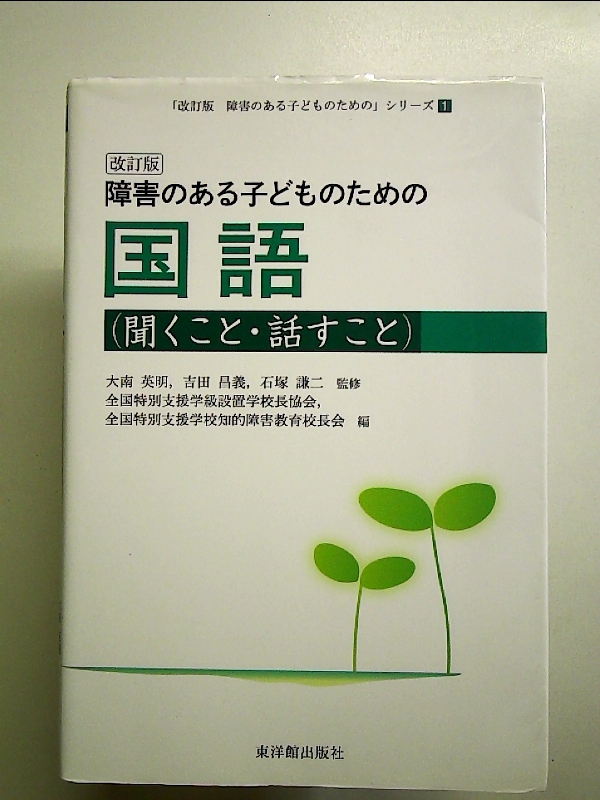 「改訂版　障害のある子どものための」シリーズ 1
改訂版
障害のある子どものための
国語
（聞くこと・話すこと）
大南 英明，吉田 昌義，石塚 謙二　監修
全国特別支援学級設置学校長協会，
全国特別支援学校知的障害教育校長会　編
東洋館出版社